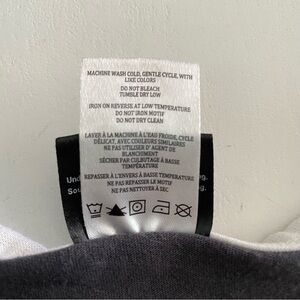 MACHINE WASH COLD, GENTLE CYCLE, WITH
LIKE COLORS
DO NOT BLEACH
TUMBLE DRY LOW
IRON ON REVERSE AT LOW TEMPERATURE
DO NOT IRON MOTIF
DO NOT DRY CLEAN
LAVER À LA MACHINE À L'EAU FROIDE, CYCLE
DÉLICAT, AVEC COULEURS SIMILAIRES
NE PAS UTILISER D'AGENT DE
BLANCHIMENT
SÉCHER PAR CULBUTAGE À BASSE
TEMPÉRATURE
REPASSER À L'ENVERS À BASSE TEMPÉRATURE
NE PAS REPASSER LE MOTIF
NE PAS NETTOYER À SEC